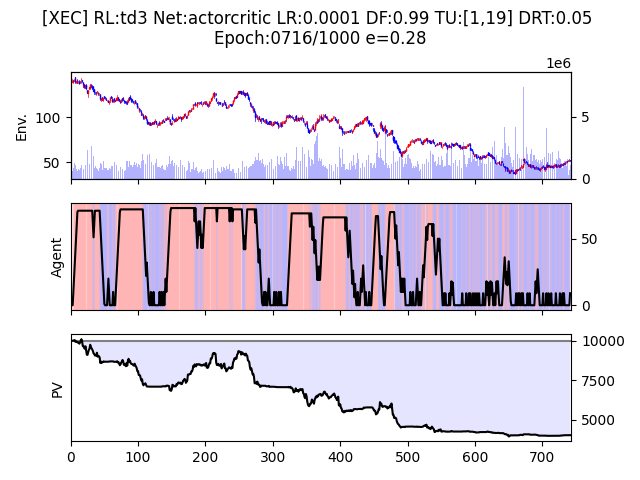 [XEC] RL:td3 Net:actorcritic LR:0.0001 DF:0.99 TU:[1,19] DRT:0.05
Epoch:0716/1000 e=0.28
1e6
Env.
100
50
5
0
Agent
50
0
PV
10000
7500
5000
0 100 200 300 400 500 600 700